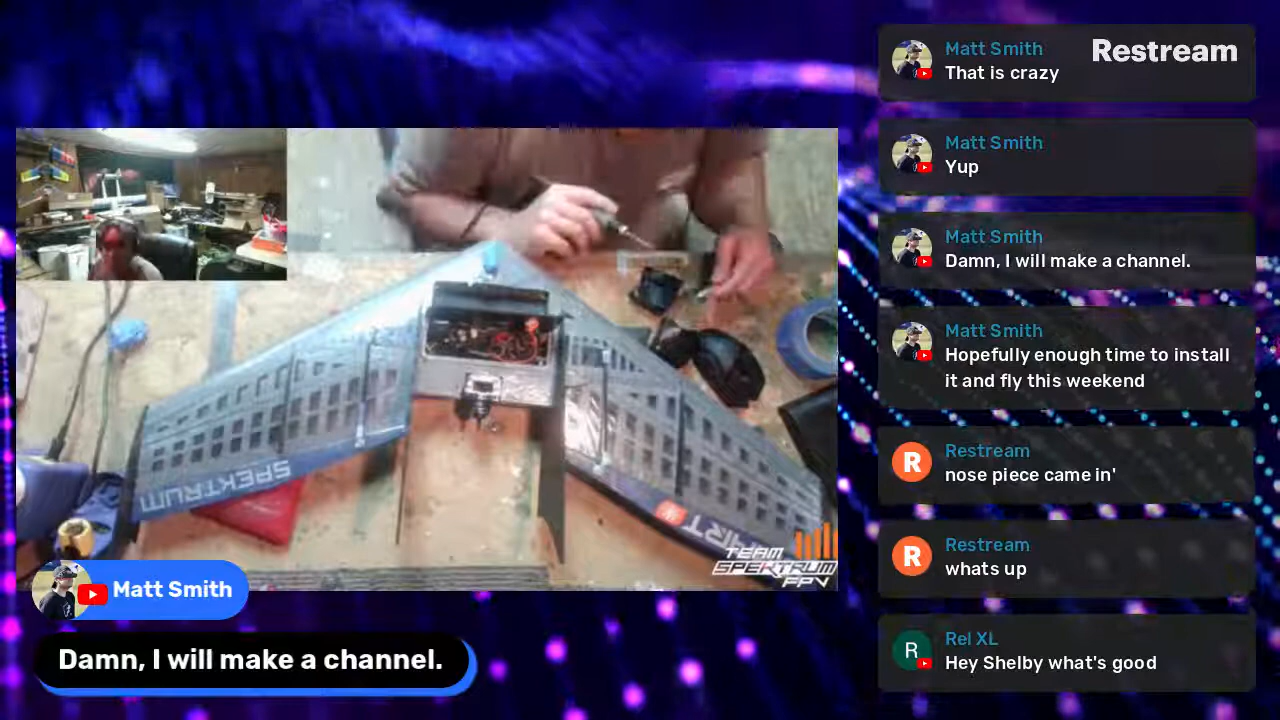 Restream
Matt Smith
That is crazy
Matt Smith
Yup
Matt Smith
Damn, I will make a channel.
Matt Smith
Hopefully enough time to install
it and fly this weekend
Restream
R
nose piece came in'
Restream
R
whats up
Rel XL
R
Hey Shelby what's good
SPEKTRUM
TEAM
SPEKTRUM
FPV
Matt Smith
Damn, I will make a channel.